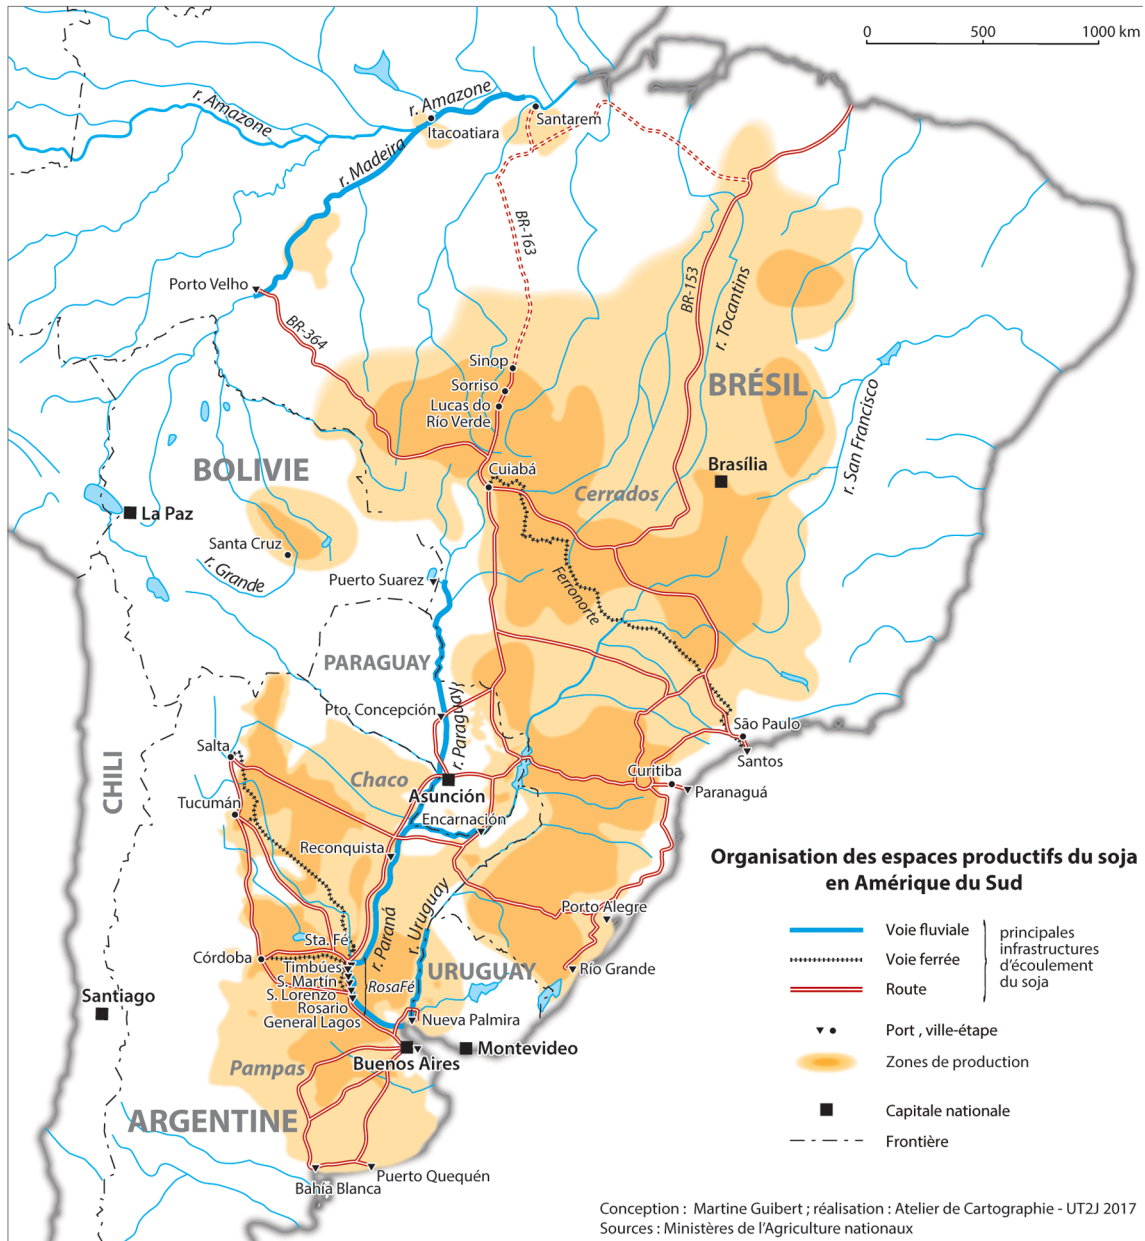 0 500 1000 km
r. Amazone
r. Amazone
Santarem
Itacoatiara
r. Madeira
BR-163
Porto Velho
BR-153
r. Tocantins
BR-364
Sinop
Sorriso
BRÉSIL
Lucas do
Río Verde
r. San Francisco
BOLIVIE
Cuiabá
Brasília
Cerrados
La Paz
Santa Cruz
r. Grande
Puerto Suarez
Ferronorte
PARAGUAY
Pto. Concepción
r. Paraguay
São Paulo
Salta
Santos
CHILI
Chaco
Curitiba
Asunción
Paranaguá
Tucumán
Encarnación
Reconquista
Organisation des espaces productifs du soja
en Amérique du Sud
r. Uruguay
Porto Alegre
r. Paraná
Voie fluviale
Voie ferrée
Route
principales
infrastructures
d'écoulement
du soja
Sta. Fé
Córdoba
Timbúes
S. Martín
S. Lorenzo
Rosario
General Lagos
RosaFé
URUGUAY
Río Grande
Santiago
Nueva Palmira
Port , ville-étape
Montevideo
Buenos Aires
Zones de production
Pampas
ARGENTINE
Capitale nationale
Frontière
Puerto Quequén
Bahía Blanca
Conception : Martine Guibert ; réalisation : Atelier de Cartographie - UT2J 2017
Sources : Ministères de l'Agriculture nationaux